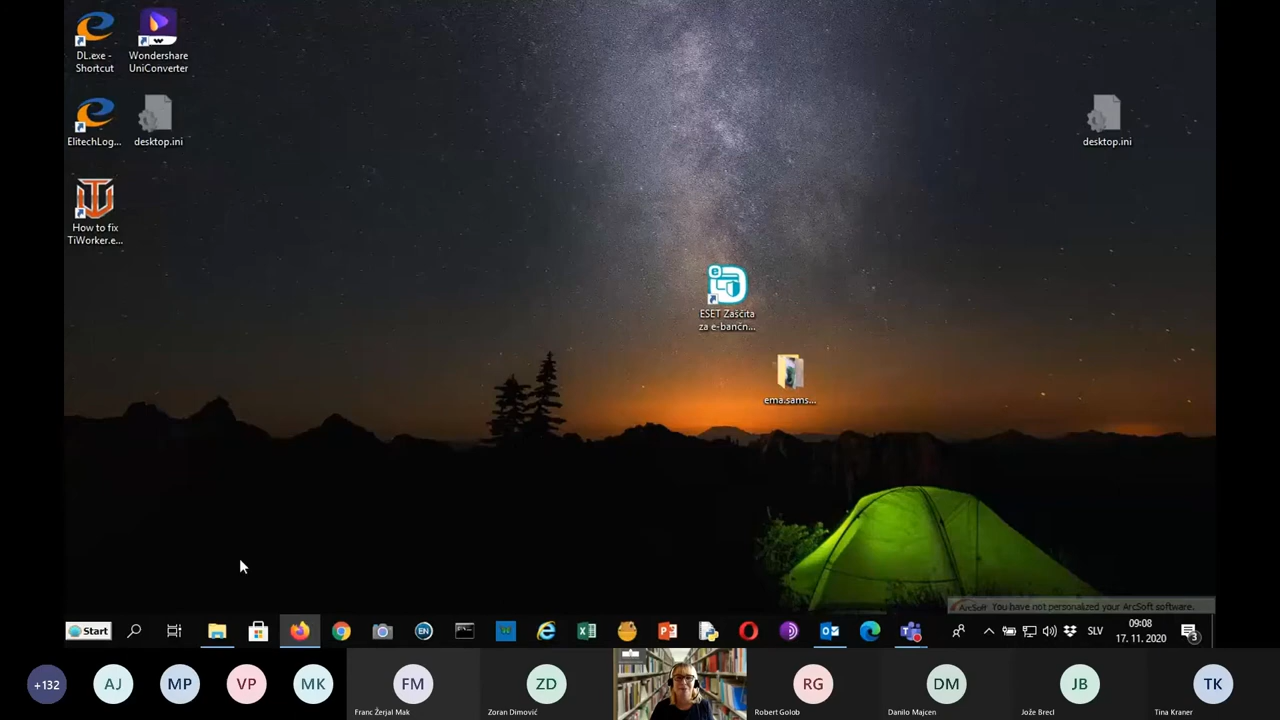 DL.exe -
Shortcut
Wondershare
UniConverter
ElitechLog...
desktop.ini
desktop.ini
How to fix
TiWorker.e...
ESET Zaščita
za e-bančn...
ema.sams...
ArcSoft You have not personalized your ArcSoft software.
Start
EN
SLV
09:08
17. 11. 2020
3
+132
AJ
MP
VP
MK
FM
Franc Žerjal Mak
ZD
Zoran Dimović
RG
Robert Golob
DM
Danilo Majcen
JB
Jože Brecl
TK
Tina Kraner